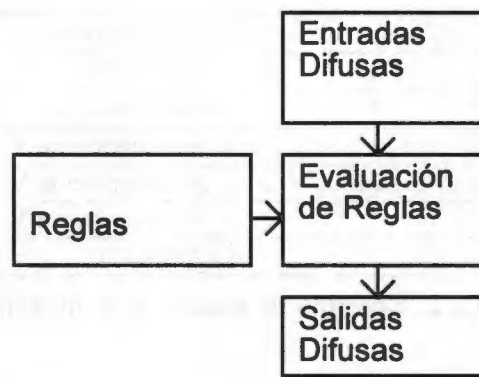 Entradas
Difusas
Reglas
Evaluación
de Reglas
Salidas
Difusas